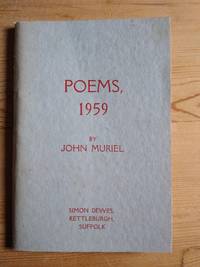 POEMS,
1959
BY
JOHN MURIEL
SIMON DEWES,
KETTLEBURGH,
SUFFOLK